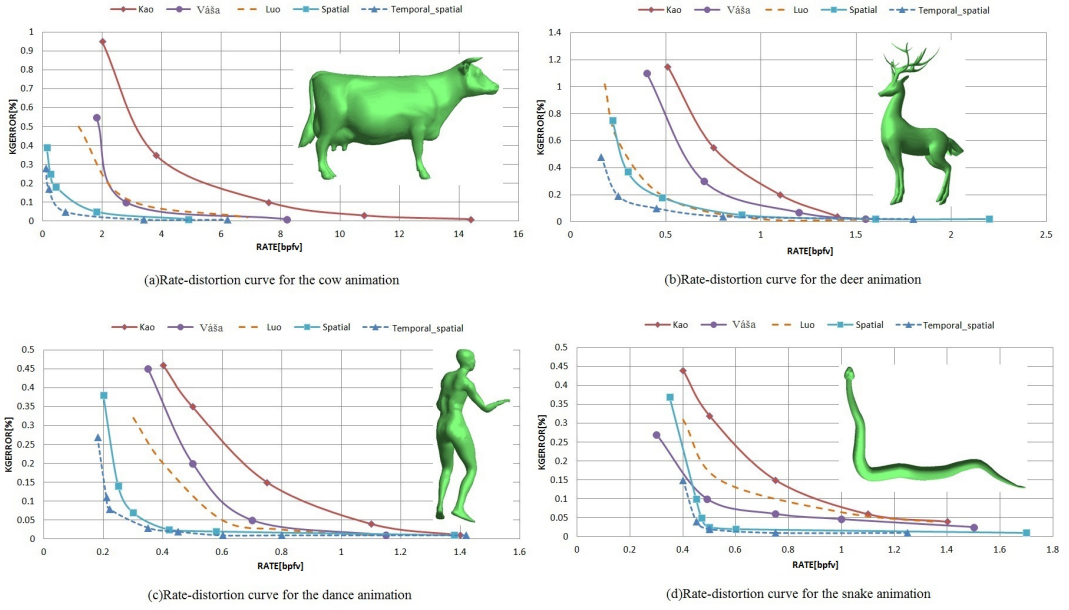 Kao Váša Luo Spatial Temporal_spatial
KGERROR[%]
1
0.9
0.8
0.7
0.6
0.5
0.4
0.3
0.2
0.1
0
0 2 4 6 8 10 12 14 16
RATE[bpfv]
(a)Rate-distortion curve for the cow animation
Kao Váša Luo Spatial Temporal_spatial
KGERROR[%]
1.4
1.2
1
0.8
0.6
0.4
0.2
0
0 0.5 1 1.5 2 2.5
RATE[bpfv]
(b)Rate-distortion curve for the deer animation
Kao Váša Luo Spatial Temporal_spatial
KGERROR[%]
0.5
0.45
0.4
0.35
0.3
0.25
0.2
0.15
0.1
0.05
0
0 0.2 0.4 0.6 0.8 1 1.2 1.4 1.6
RATE[bpfv]
(c)Rate-distortion curve for the dance animation
Kao Váša Luo Spatial Temporal_spatial
KGERROR[%]
0.5
0.45
0.4
0.35
0.3
0.25
0.2
0.15
0.1
0.05
0
0 0.2 0.4 0.6 0.8 1 1.2 1.4 1.6 1.8
RATE[bpfv]
(d)Rate-distortion curve for the snake animation